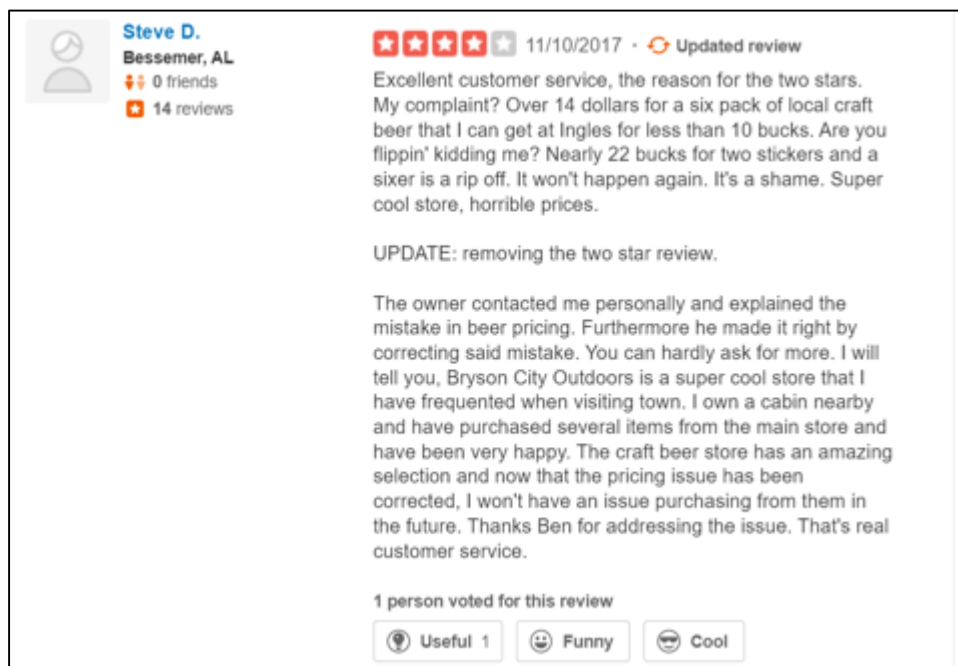 Steve D.
Bessemer, AL
0 friends
14 reviews
11/10/2017 · Updated review
Excellent customer service, the reason for the two stars.
My complaint? Over 14 dollars for a six pack of local craft
beer that I can get at Ingles for less than 10 bucks. Are you
flippin' kidding me? Nearly 22 bucks for two stickers and a
sixer is a rip off. It won't happen again. It's a shame. Super
cool store, horrible prices.
UPDATE: removing the two star review.
The owner contacted me personally and explained the
mistake in beer pricing. Furthermore he made it right by
correcting said mistake. You can hardly ask for more. I will
tell you, Bryson City Outdoors is a super cool store that I
have frequented when visiting town. I own a cabin nearby
and have purchased several items from the main store and
have been very happy. The craft beer store has an amazing
selection and now that the pricing issue has been
corrected, I won't have an issue purchasing from them in
the future. Thanks Ben for addressing the issue. That's real
customer service.
1 person voted for this review
Useful 1 Funny Cool